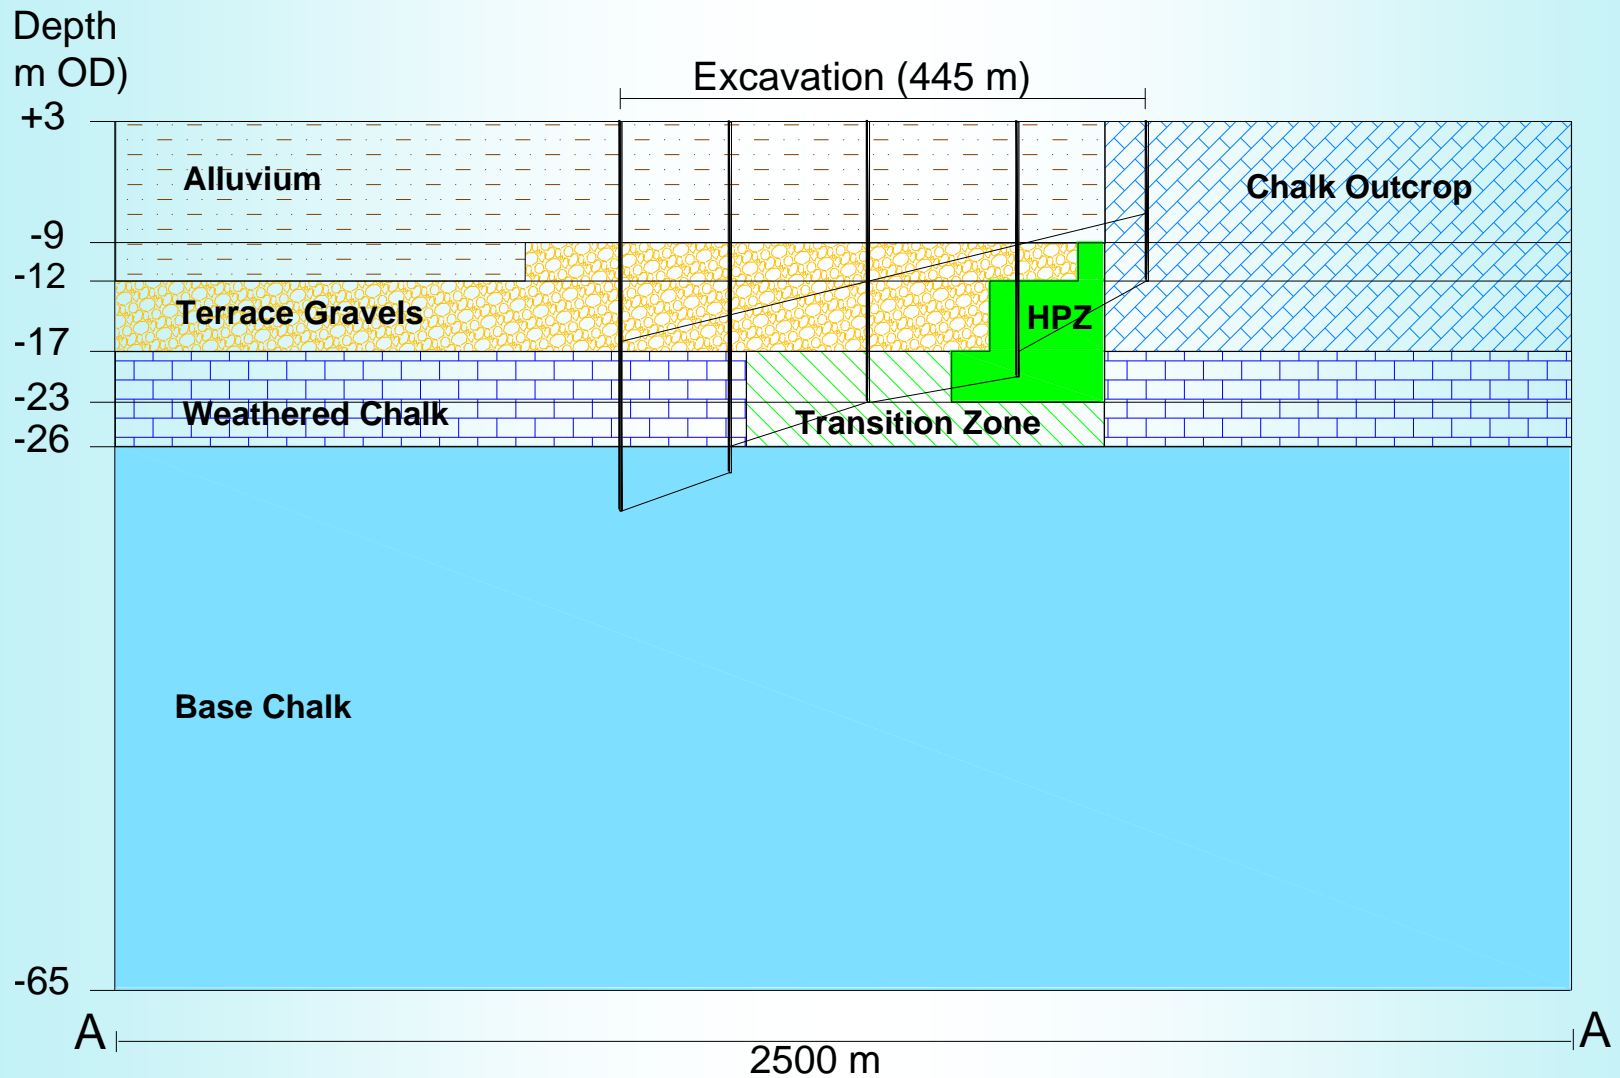 Depth
m OD)
Excavation (445 m)
+3
Alluvium
Chalk Outcrop
-9
-12
Terrace Gravels
HPZ
-17
-23
Weathered Chalk
Transition Zone
-26
Base Chalk
-65
A
A
2500 m